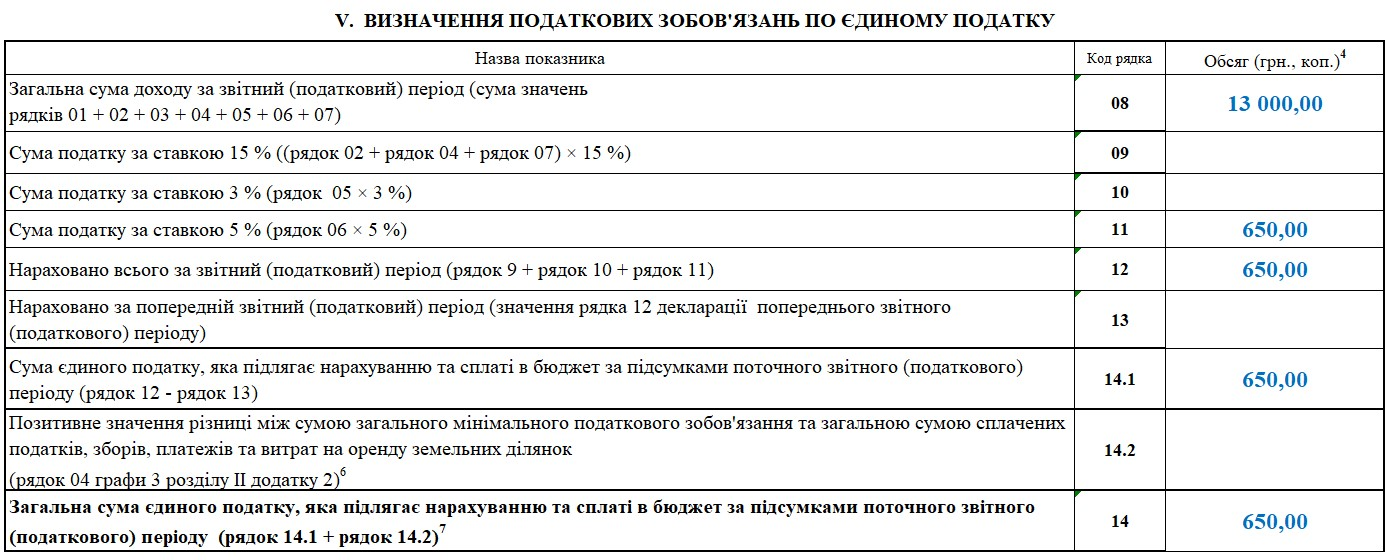 V. ВИЗНАЧЕННЯ ПОДАТКОВИХ ЗОБОВ'ЯЗАНЬ ПО ЄДИНОМУ ПОДАТКУ
Назва показника Код рядка Обсяг (грн., коп.)4
Загальна сума доходу за звітний (податковий) період (сума значень
рядків 01 + 02 + 03 + 04 + 05 + 06 + 07) 08 13 000,00
Сума податку за ставкою 15 % ((рядок 02 + рядок 04 + рядок 07) × 15 %) 09
Сума податку за ставкою 3 % (рядок 05 × 3 %) 10
Сума податку за ставкою 5 % (рядок 06 × 5 %) 11 650,00
Нараховано всього за звітний (податковий) період (рядок 9 + рядок 10 + рядок 11) 12 650,00
Нараховано за попередній звітний (податковий) період (значення рядка 12 декларації попереднього звітного
(податкового) періоду) 13
Сума єдиного податку, яка підлягає нарахуванню та сплаті в бюджет за підсумками поточного звітного (податкового)
періоду (рядок 12 - рядок 13) 14.1 650,00
Позитивне значення різниці між сумою загального мінімального податкового зобов'язання та загальною сумою сплачених
податків, зборів, платежів та витрат на оренду земельних ділянок 14.2
(рядок 04 графи 3 розділу ІІ додатку 2)6
Загальна сума єдиного податку, яка підлягає нарахуванню та сплаті в бюджет за підсумками поточного звітного
(податкового) періоду (рядок 14.1 + рядок 14.2)7 14 650,00